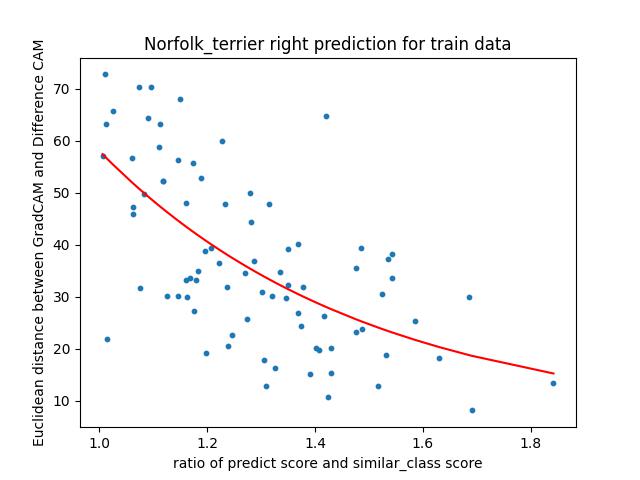 Norfolk_terrier right prediction for train data
Euclidean distance between GradCAM and Difference CAM
70
60
50
40
30
20
10
1.0 1.2 1.4 1.6 1.8
ratio of predict score and similar_class score